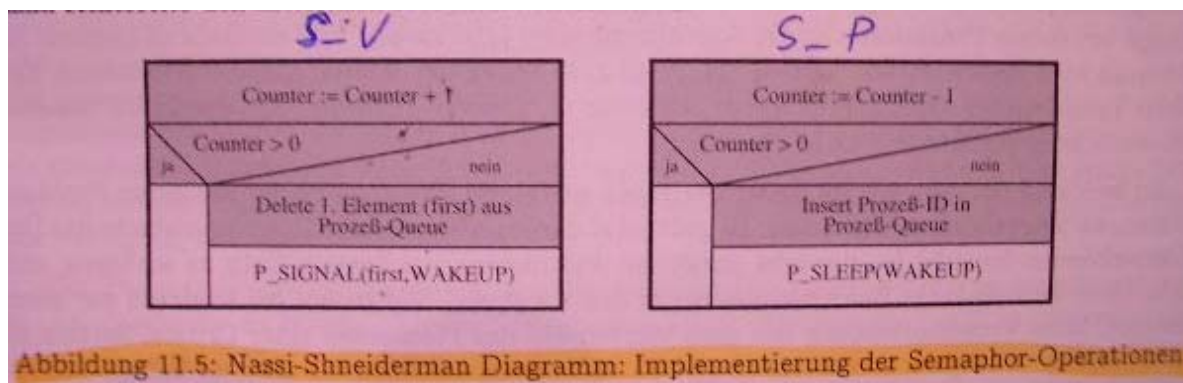 S_V
Counter := Counter + 1
Counter > 0
ja
nein
Delete 1. Element (first) aus
Prozeß-Queue
P_SIGNAL(first,WAKEUP)
S_P
Counter := Counter - 1
Counter > 0
ja
nein
Insert Prozeß-ID in
Prozeß-Queue
P_SLEEP(WAKEUP)
Abbildung 11.5: Nassi-Shneiderman Diagramm: Implementierung der Semaphor-Operationen